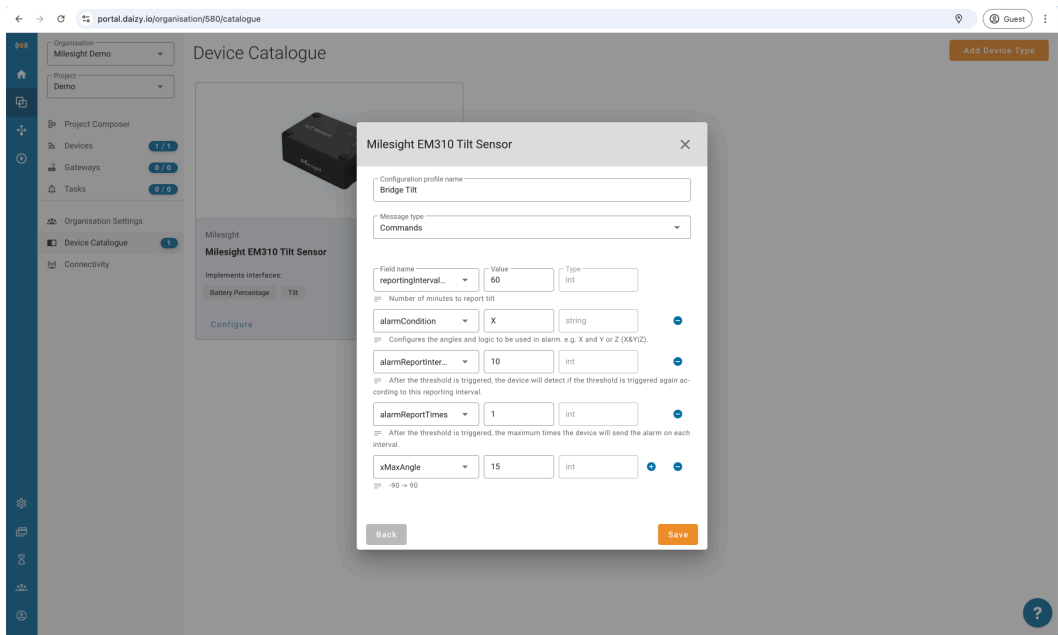 portal.daizy.io/organisation/580/catalogue
Guest
Organisation
Milesight Demo
Project
Demo
Project Composer
Devices 1 / 1
Gateways 0 / 0
Tasks 0 / 0
Organisation Settings
Device Catalogue 1
Connectivity
Device Catalogue
Add Device Type
IoT Sensor
Milesight
Milesight
Milesight EM310 Tilt Sensor
Implements interfaces:
Battery Percentage Tilt
Configure
Milesight EM310 Tilt Sensor
Configuration profile name
Bridge Tilt
Message type
Commands
Field name Value Type
reportingInterval... 60 int
Number of minutes to report tilt
alarmCondition X string
Configures the angles and logic to be used in alarm. e.g. X and Y or Z (X&Y|Z).
alarmReportInter... 10 int
After the threshold is triggered, the device will detect if the threshold is triggered again ac-
cording to this reporting interval.
alarmReportTimes 1 int
After the threshold is triggered, the maximum times the device will send the alarm on each
interval.
xMaxAngle 15 int
-90 -> 90
Back Save
?